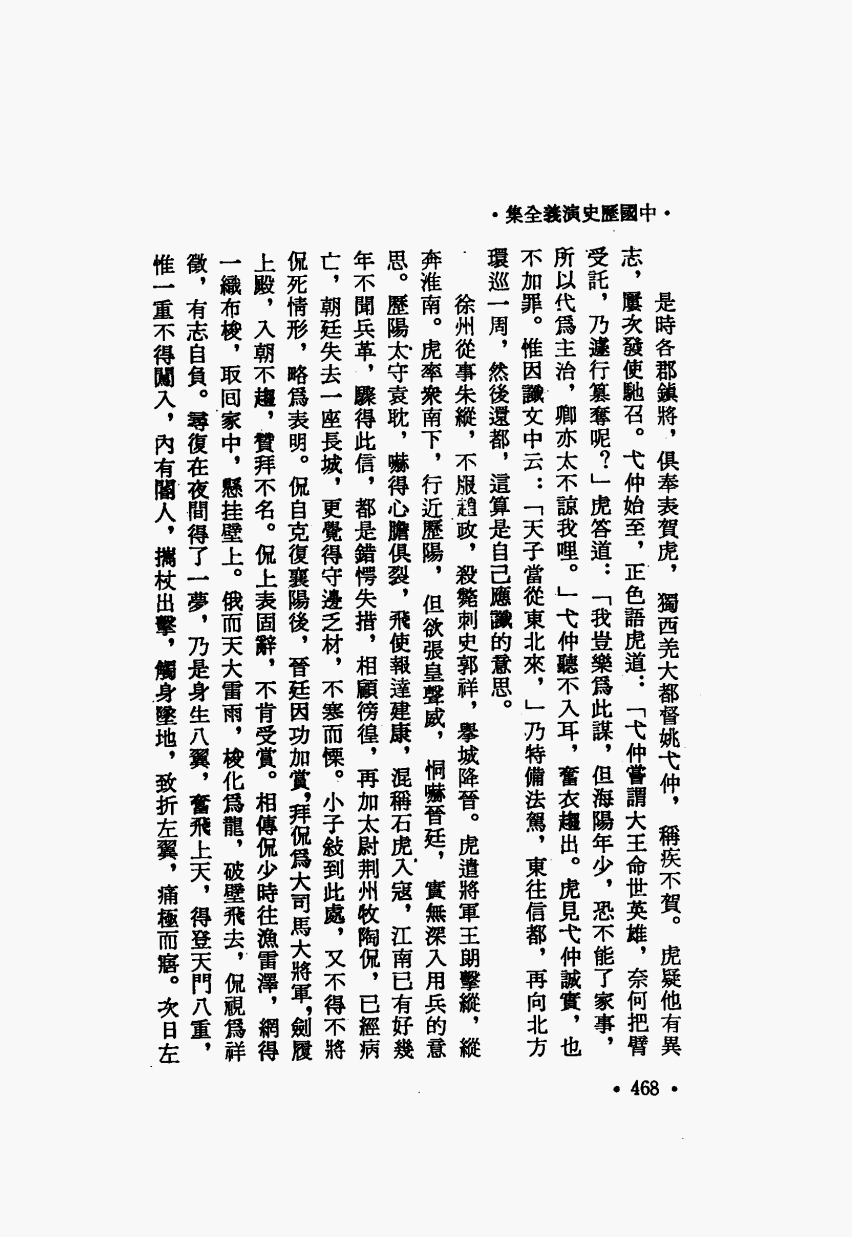 ・中國歷史演義全集・
是時各郡鎮將，俱奉表賀虎，獨西羌大都督姚弋仲，稱疾不賀。虎疑他有異
志，屢次發使馳召。弋仲始至，正色語虎道：「弋仲嘗謂大王命世英雄，奈何把臂
受託，乃遽行篡奪呢？」虎答道：「我豈樂爲此謀，但海陽年少，恐不能了家事，
所以代爲主治，卿亦太不諒我哩。」弋仲聽不入耳，奮衣趨出。虎見弋仲誠實，也
不加罪。惟因讖文中云：「天子當從東北來，」乃特備法駕，東往信都，再向北方
環巡一周，然後還都，這算是自己應讖的意思。
徐州從事朱縱，不服趙政，殺斃刺史郭祥，舉城降晉。虎遣將軍王朗擊縱，縱
奔淮南。虎率衆南下，行近歷陽，但欲張皇聲威，恫嚇晉廷，實無深入用兵的意
思。歷陽太守袁耽，嚇得心膽俱裂，飛使報達建康，混稱石虎入寇，江南已有好幾
年不聞兵革，驟得此信，都是錯愕失措，相顧徬徨，再加太尉荆州牧陶侃，已經病
亡，朝廷失去一座長城，更覺得守邊乏材，不寒而慄。小子敍到此處，又不得不將
侃死情形，略爲表明。侃自克復襄陽後，晉廷因功加賞，拜侃爲大司馬大將軍，劍履
上殿，入朝不趨，贊拜不名。侃上表固辭，不肯受賞。相傳侃少時往漁雷澤，網得
一織布梭，取回家中，懸挂壁上。俄而天大雷雨，梭化爲龍，破壁飛去，侃視爲祥
徵，有志自負。尋復在夜間得了一夢，乃是身生八翼，奮飛上天，得登天門八重，
惟一重不得闖入，內有閽人，攜杖出擊，觸身墜地，致折左翼，痛極而寤。次日左
・468・